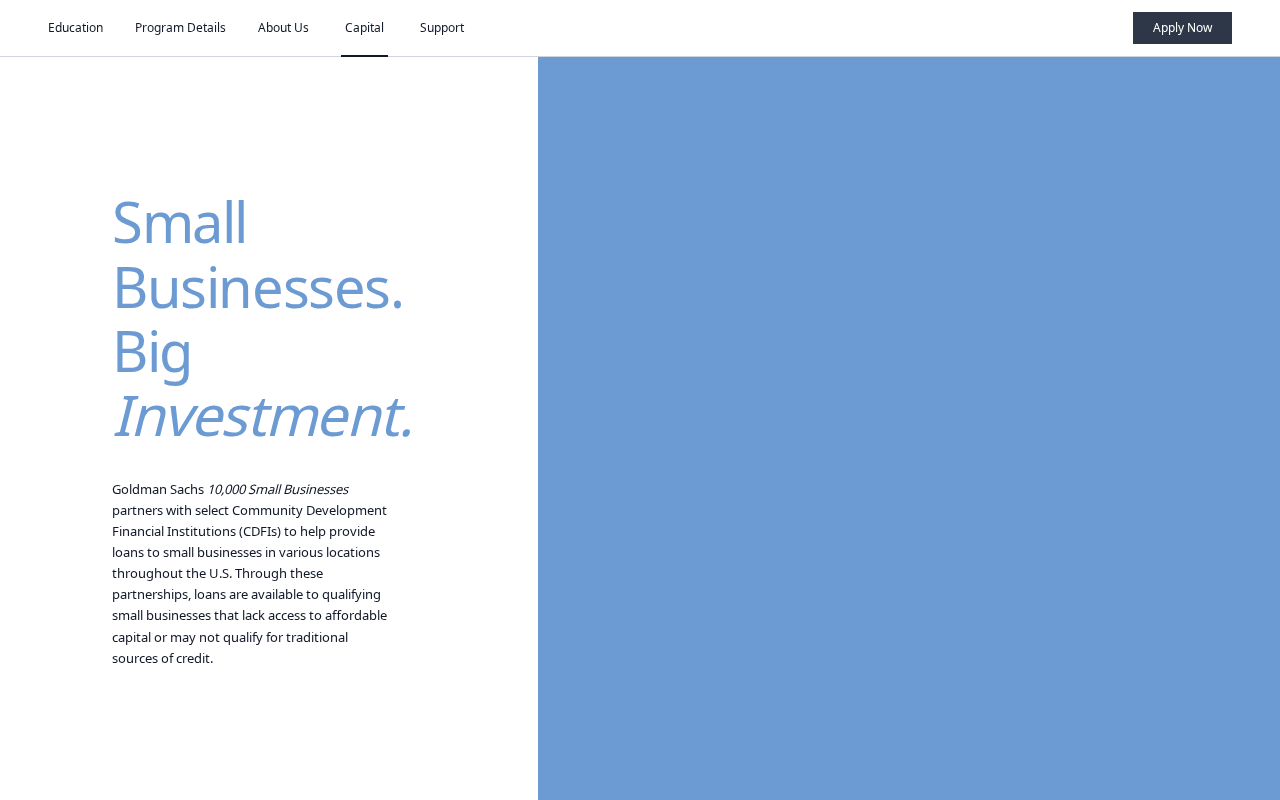 Education Program Details About Us Capital Support Apply Now
Small
Businesses.
Big
Investment.
Goldman Sachs 10,000 Small Businesses
partners with select Community Development
Financial Institutions (CDFIs) to help provide
loans to small businesses in various locations
throughout the U.S. Through these
partnerships, loans are available to qualifying
small businesses that lack access to affordable
capital or may not qualify for traditional
sources of credit.